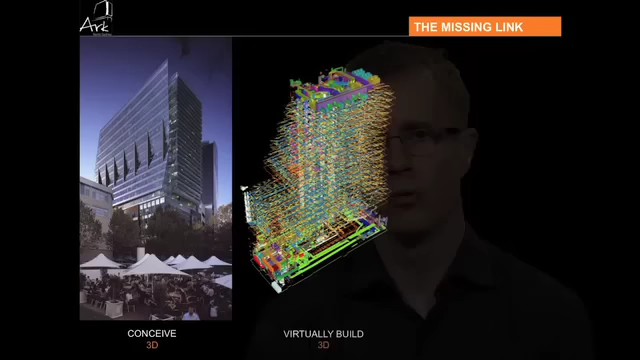 Ark
THE MISSING LINK
CONCEIVE
3D
VIRTUALLY BUILD
3D